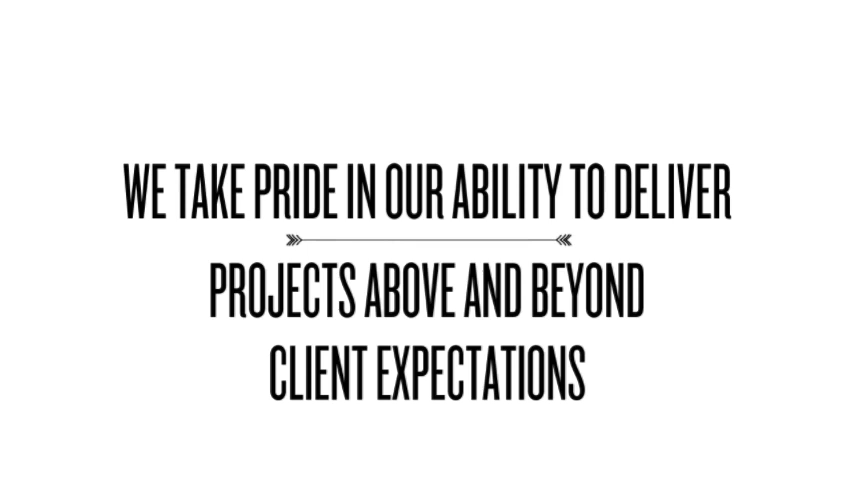 WE TAKE PRIDE IN OUR ABILITY TO DELIVER
PROJECTS ABOVE AND BEYOND
CLIENT EXPECTATIONS